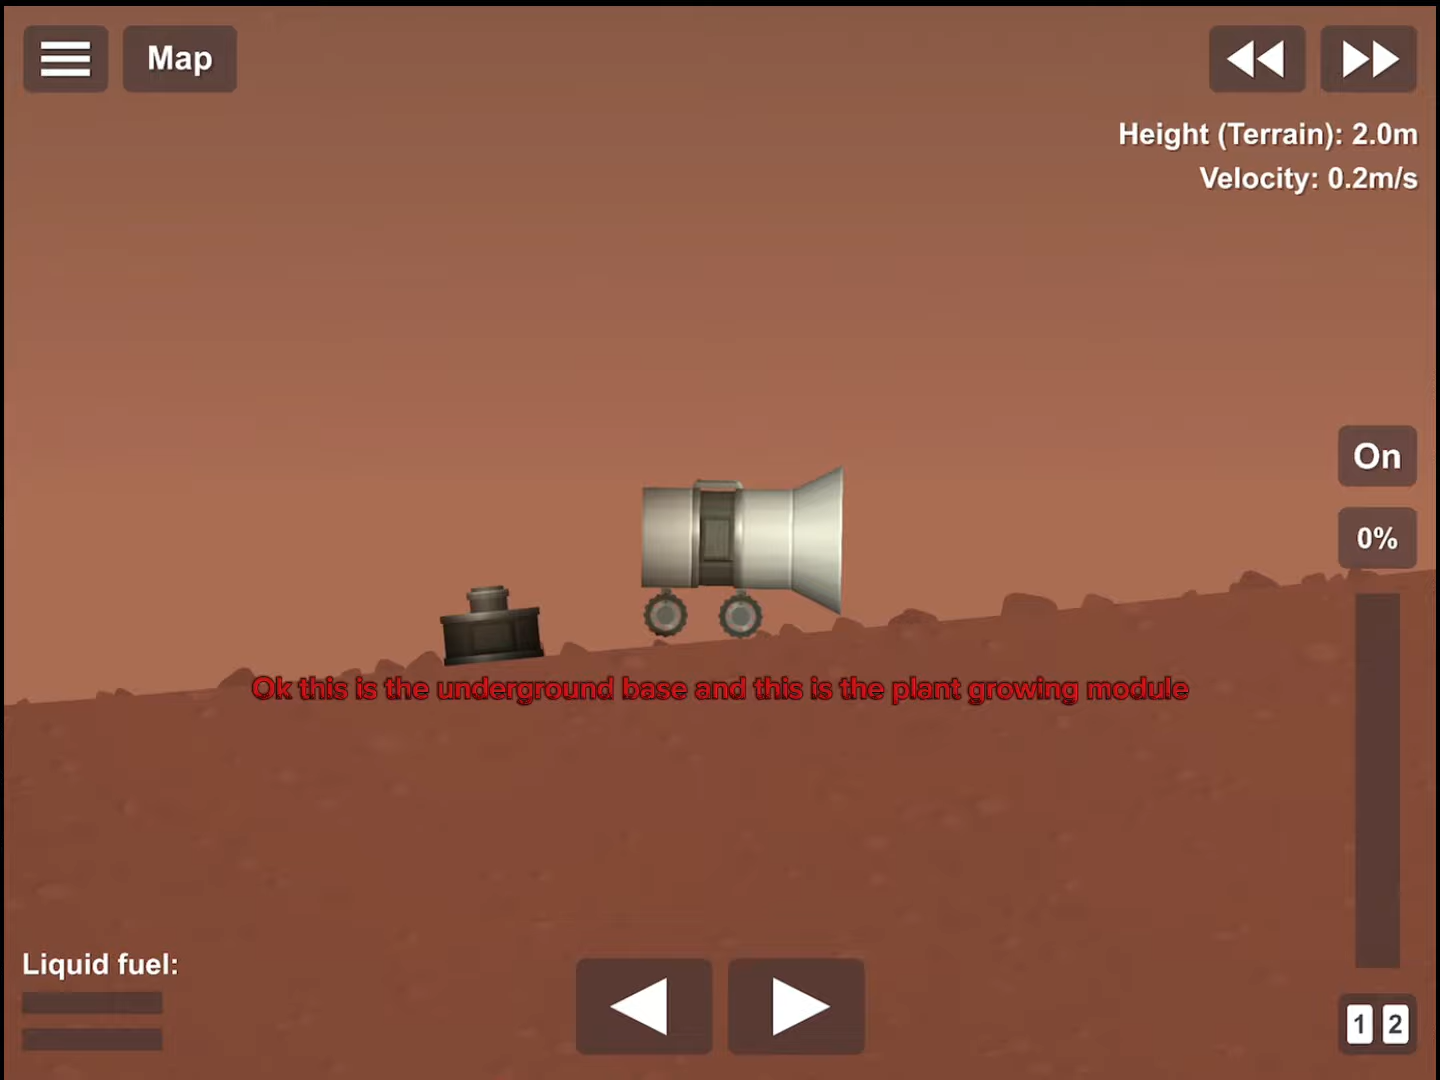 Map
Height (Terrain): 2.0m
Velocity: 0.2m/s
On
0%
Ok this is the underground base and this is the plant growing module
Liquid fuel:
1 2